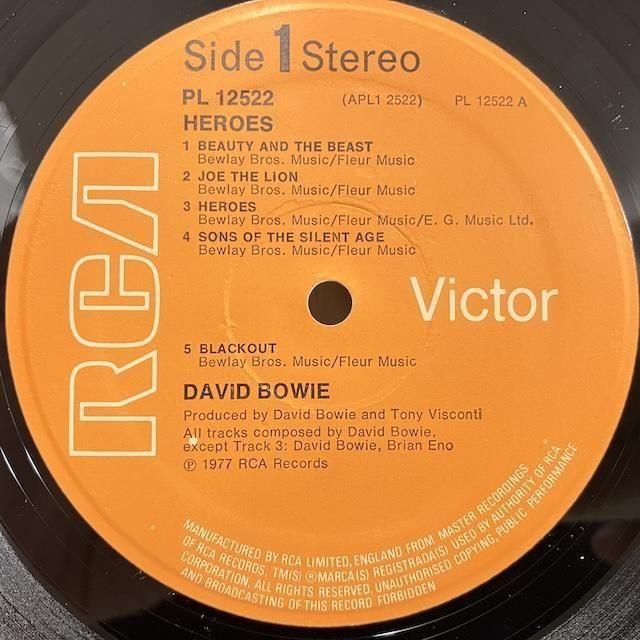 Side 1 Stereo
PL 12522 (APL1 2522) PL 12522 A
HEROES
1 BEAUTY AND THE BEAST
Bewlay Bros. Music/Fleur Music
2 JOE THE LION
Bewlay Bros. Music/Fleur Music
3 HEROES
Bewlay Bros. Music/Fleur Music/E. G. Music Ltd.
4 SONS OF THE SILENT AGE
Bewlay Bros. Music/Fleur Music
RCA
Victor
5 BLACKOUT
Bewlay Bros. Music/Fleur Music
DAVID BOWIE
Produced by David Bowie and Tony Visconti
All tracks composed by David Bowie,
except Track 3: David Bowie, Brian Eno
℗ 1977 RCA Records
MANUFACTURED BY RCA LIMITED, ENGLAND FROM MASTER RECORDINGS
OF RCA RECORDS, TM(S) ® MARCA(S) REGISTRADA(S) USED BY AUTHORITY OF RCA
CORPORATION. ALL RIGHTS RESERVED. UNAUTHORISED COPYING, PUBLIC PERFORMANCE
AND BROADCASTING OF THIS RECORD FORBIDDEN